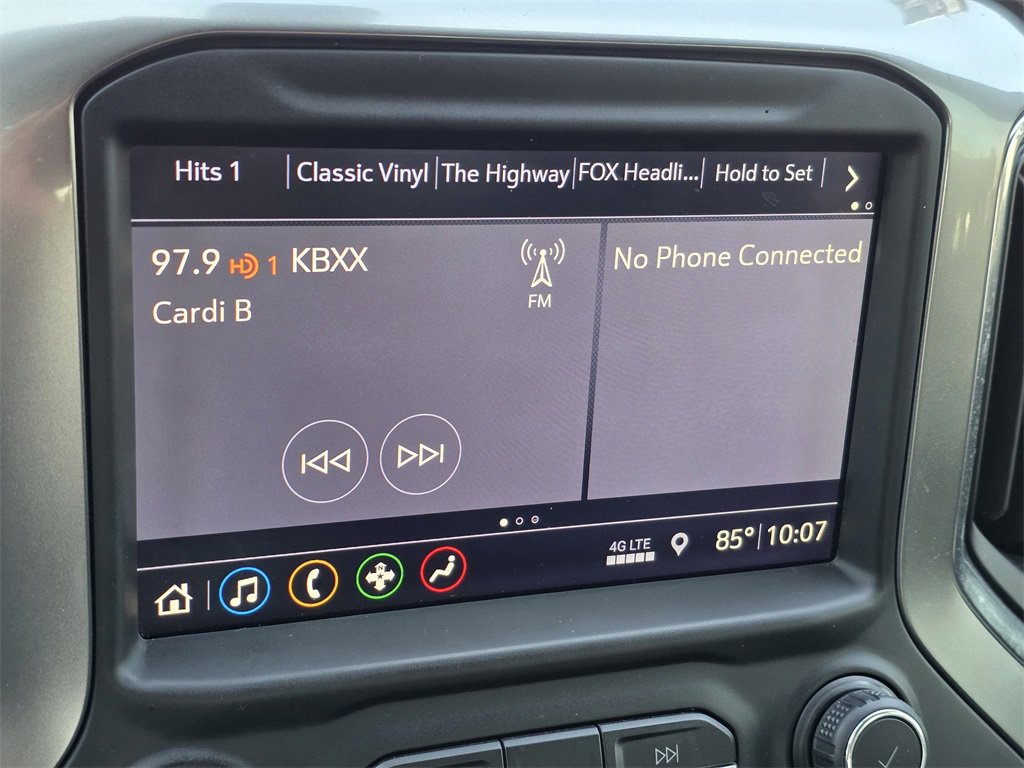 Hits 1 Classic Vinyl The Highway FOX Headli... Hold to Set
97.9 HD 1 KBXX
FM
Cardi B
No Phone Connected
4G LTE 85° 10:07
N